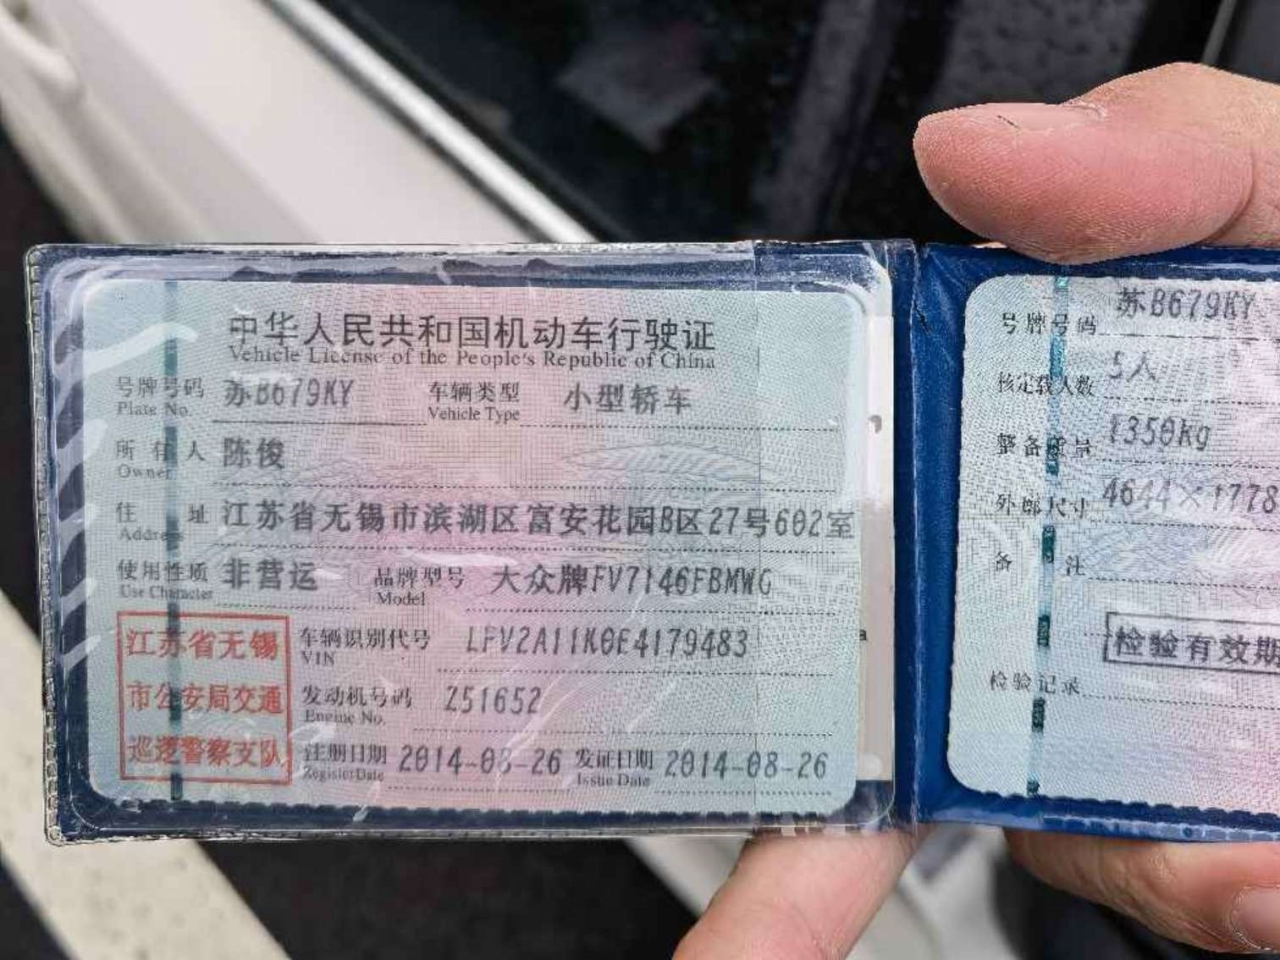 中华人民共和国机动车行驶证
Vehicle License of the People's Republic of China
号牌号码 苏B679KY 车辆类型 小型轿车
Plate No. Vehicle Type
所有人 陈俊
Owner
住址 江苏省无锡市滨湖区富安花园B区27号602室
Address
使用性质 非营运 品牌型号 大众牌FV7146FBMWG
Use Character Model
江苏省无锡
市公安局交通
巡逻警察支队
车辆识别代号 LFV2A11K0E4179483
VIN
发动机号码 Z51652
Engine No.
注册日期 2014-08-26 发证日期 2014-08-26
Register Date Issue Date
号牌号码 苏B679KY
核定载人数 5人
整备质量 1350kg
外廓尺寸 4644×1778
备注
检验有效期
检验记录